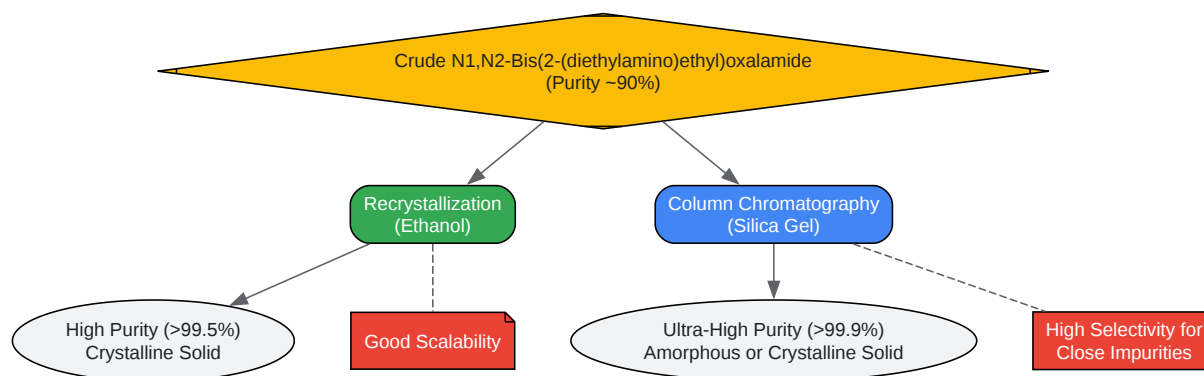 Crude N1,N2-Bis(2-(diethylamino)ethyl)oxalamide
(Purity ~90%)
Recrystallization
(Ethanol)
Column Chromatography
(Silica Gel)
High Purity (>99.5%)
Crystalline Solid
Good Scalability
Ultra-High Purity (>99.9%)
Amorphous or Crystalline Solid
High Selectivity for
Close Impurities